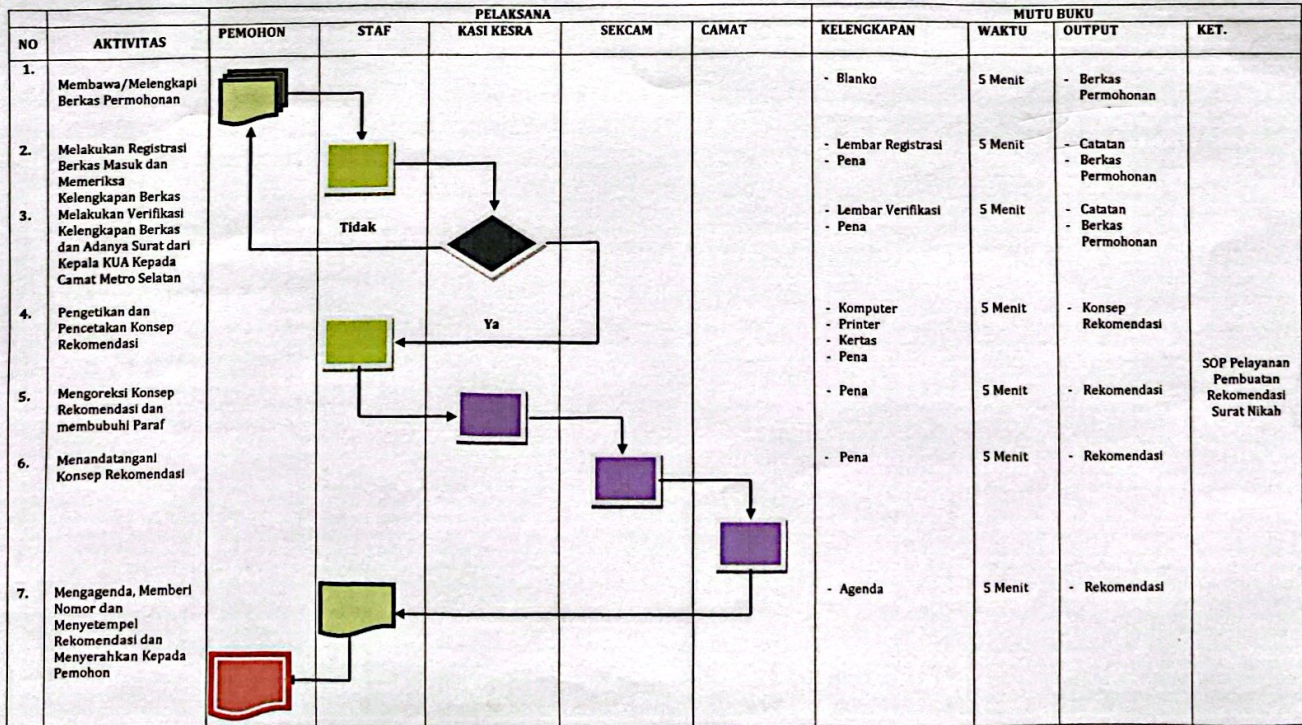 PELAKSANA
MUTU BUKU
NO
AKTIVITAS
PEMOHON
STAF
KASI KESRA
SEKCAM
CAMAT
KELENGKAPAN
WAKTU
OUTPUT
KET.
1.
Membawa/Melengkapi
Berkas Permohonan
- Blanko
5 Menit
- Berkas
Permohonan
2.
Melakukan Registrasi
Berkas Masuk dan
Memeriksa
Kelengkapan Berkas
- Lembar Registrasi
- Pena
5 Menit
- Catatan
- Berkas
Permohonan
3.
Melakukan Verifikasi
Kelengkapan Berkas
dan Adanya Surat dari
Kepala KUA Kepada
Camat Metro Selatan
Tidak
- Lembar Verifikasi
- Pena
5 Menit
- Catatan
- Berkas
Permohonan
4.
Pengetikan dan
Pencetakan Konsep
Rekomendasi
Ya
- Komputer
- Printer
- Kertas
- Pena
5 Menit
- Konsep
Rekomendasi
SOP Pelayanan
Pembuatan
Rekomendasi
Surat Nikah
5.
Mengoreksi Konsep
Rekomendasi dan
membubuhi Paraf
- Pena
5 Menit
- Rekomendasi
6.
Menandatangani
Konsep Rekomendasi
- Pena
5 Menit
- Rekomendasi
7.
Mengagenda, Memberi
Nomor dan
Menyetempel
Rekomendasi dan
Menyerahkan Kepada
Pemohon
- Agenda
5 Menit
- Rekomendasi